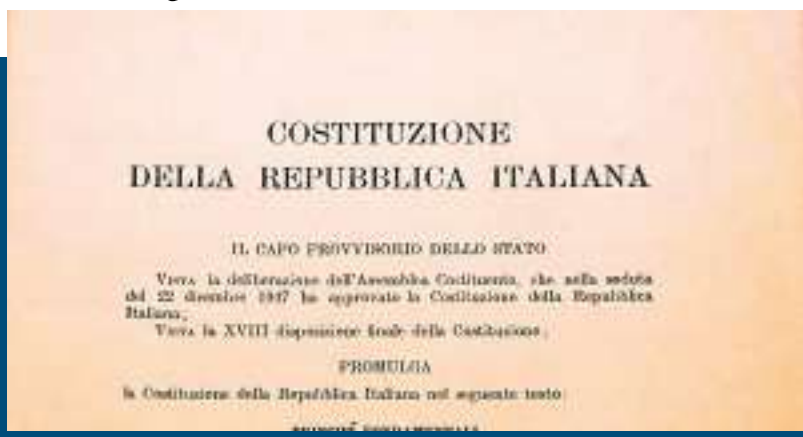 COSTITUZIONE
DELLA REPUBBLICA ITALIANA
IL CAPO PROVVISORIO DELLO STATO
VISTA la deliberazione dell'Assemblea Costituente, che nella seduta
del 22 dicembre 1947 ha approvato la Costituzione della Repubblica
Italiana;
VISTA la XVIII disposizione finale della Costituzione;
PROMULGA
la Costituzione della Repubblica Italiana nel seguente testo:
PRINCIPÎ FONDAMENTALI